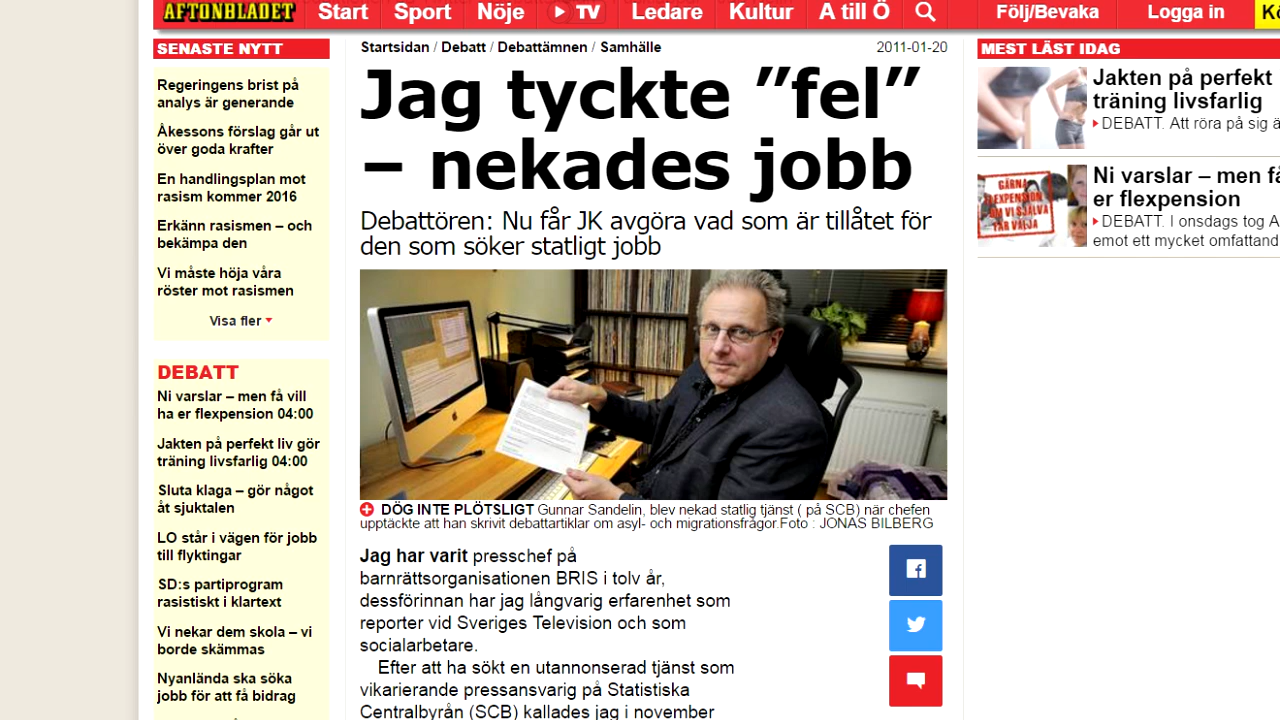 AFTONBLADET
Start
Sport
Nöje
TV
Ledare
Kultur
A till Ö
Följ/Bevaka
Logga in
SENASTE NYTT
Regeringens brist på
analys är generande
Åkessons förslag går ut
över goda krafter
En handlingsplan mot
rasism kommer 2016
Erkänn rasismen – och
bekämpa den
Vi måste höja våra
röster mot rasismen
Visa fler
DEBATT
Ni varslar – men få vill
ha er flexpension 04:00
Jakten på perfekt liv gör
träning livsfarlig 04:00
Sluta klaga – gör något
åt sjuktalen
LO står i vägen för jobb
till flyktingar
SD:s partiprogram
rasistiskt i klartext
Vi nekar dem skola – vi
borde skämmas
Nyanlända ska söka
jobb för att få bidrag
Startsidan / Debatt / Debattämnen / Samhälle
2011-01-20
Jag tyckte ”fel”
– nekades jobb
Debattören: Nu får JK avgöra vad som är tillåtet för
den som söker statligt jobb
DÖG INTE PLÖTSLIGT Gunnar Sandelin, blev nekad statlig tjänst ( på SCB) när chefen
upptäckte att han skrivit debattartiklar om asyl- och migrationsfrågor.Foto : JONAS BILBERG
Jag har varit presschef på
barnrättsorganisationen BRIS i tolv år,
dessförinnan har jag långvarig erfarenhet som
reporter vid Sveriges Television och som
socialarbetare.
Efter att ha sökt en utannonserad tjänst som
vikarierande pressansvarig på Statistiska
Centralbyrån (SCB) kallades jag i november
MEST LÄST IDAG
Jakten på perfekt
träning livsfarlig
DEBATT. Att röra på sig ä
GÄRNA
FLEXPENSION
OM VI SJÄLVA
FÅR VÄLJA
Ni varslar – men få
er flexpension
DEBATT. I onsdags tog A
emot ett mycket omfattand